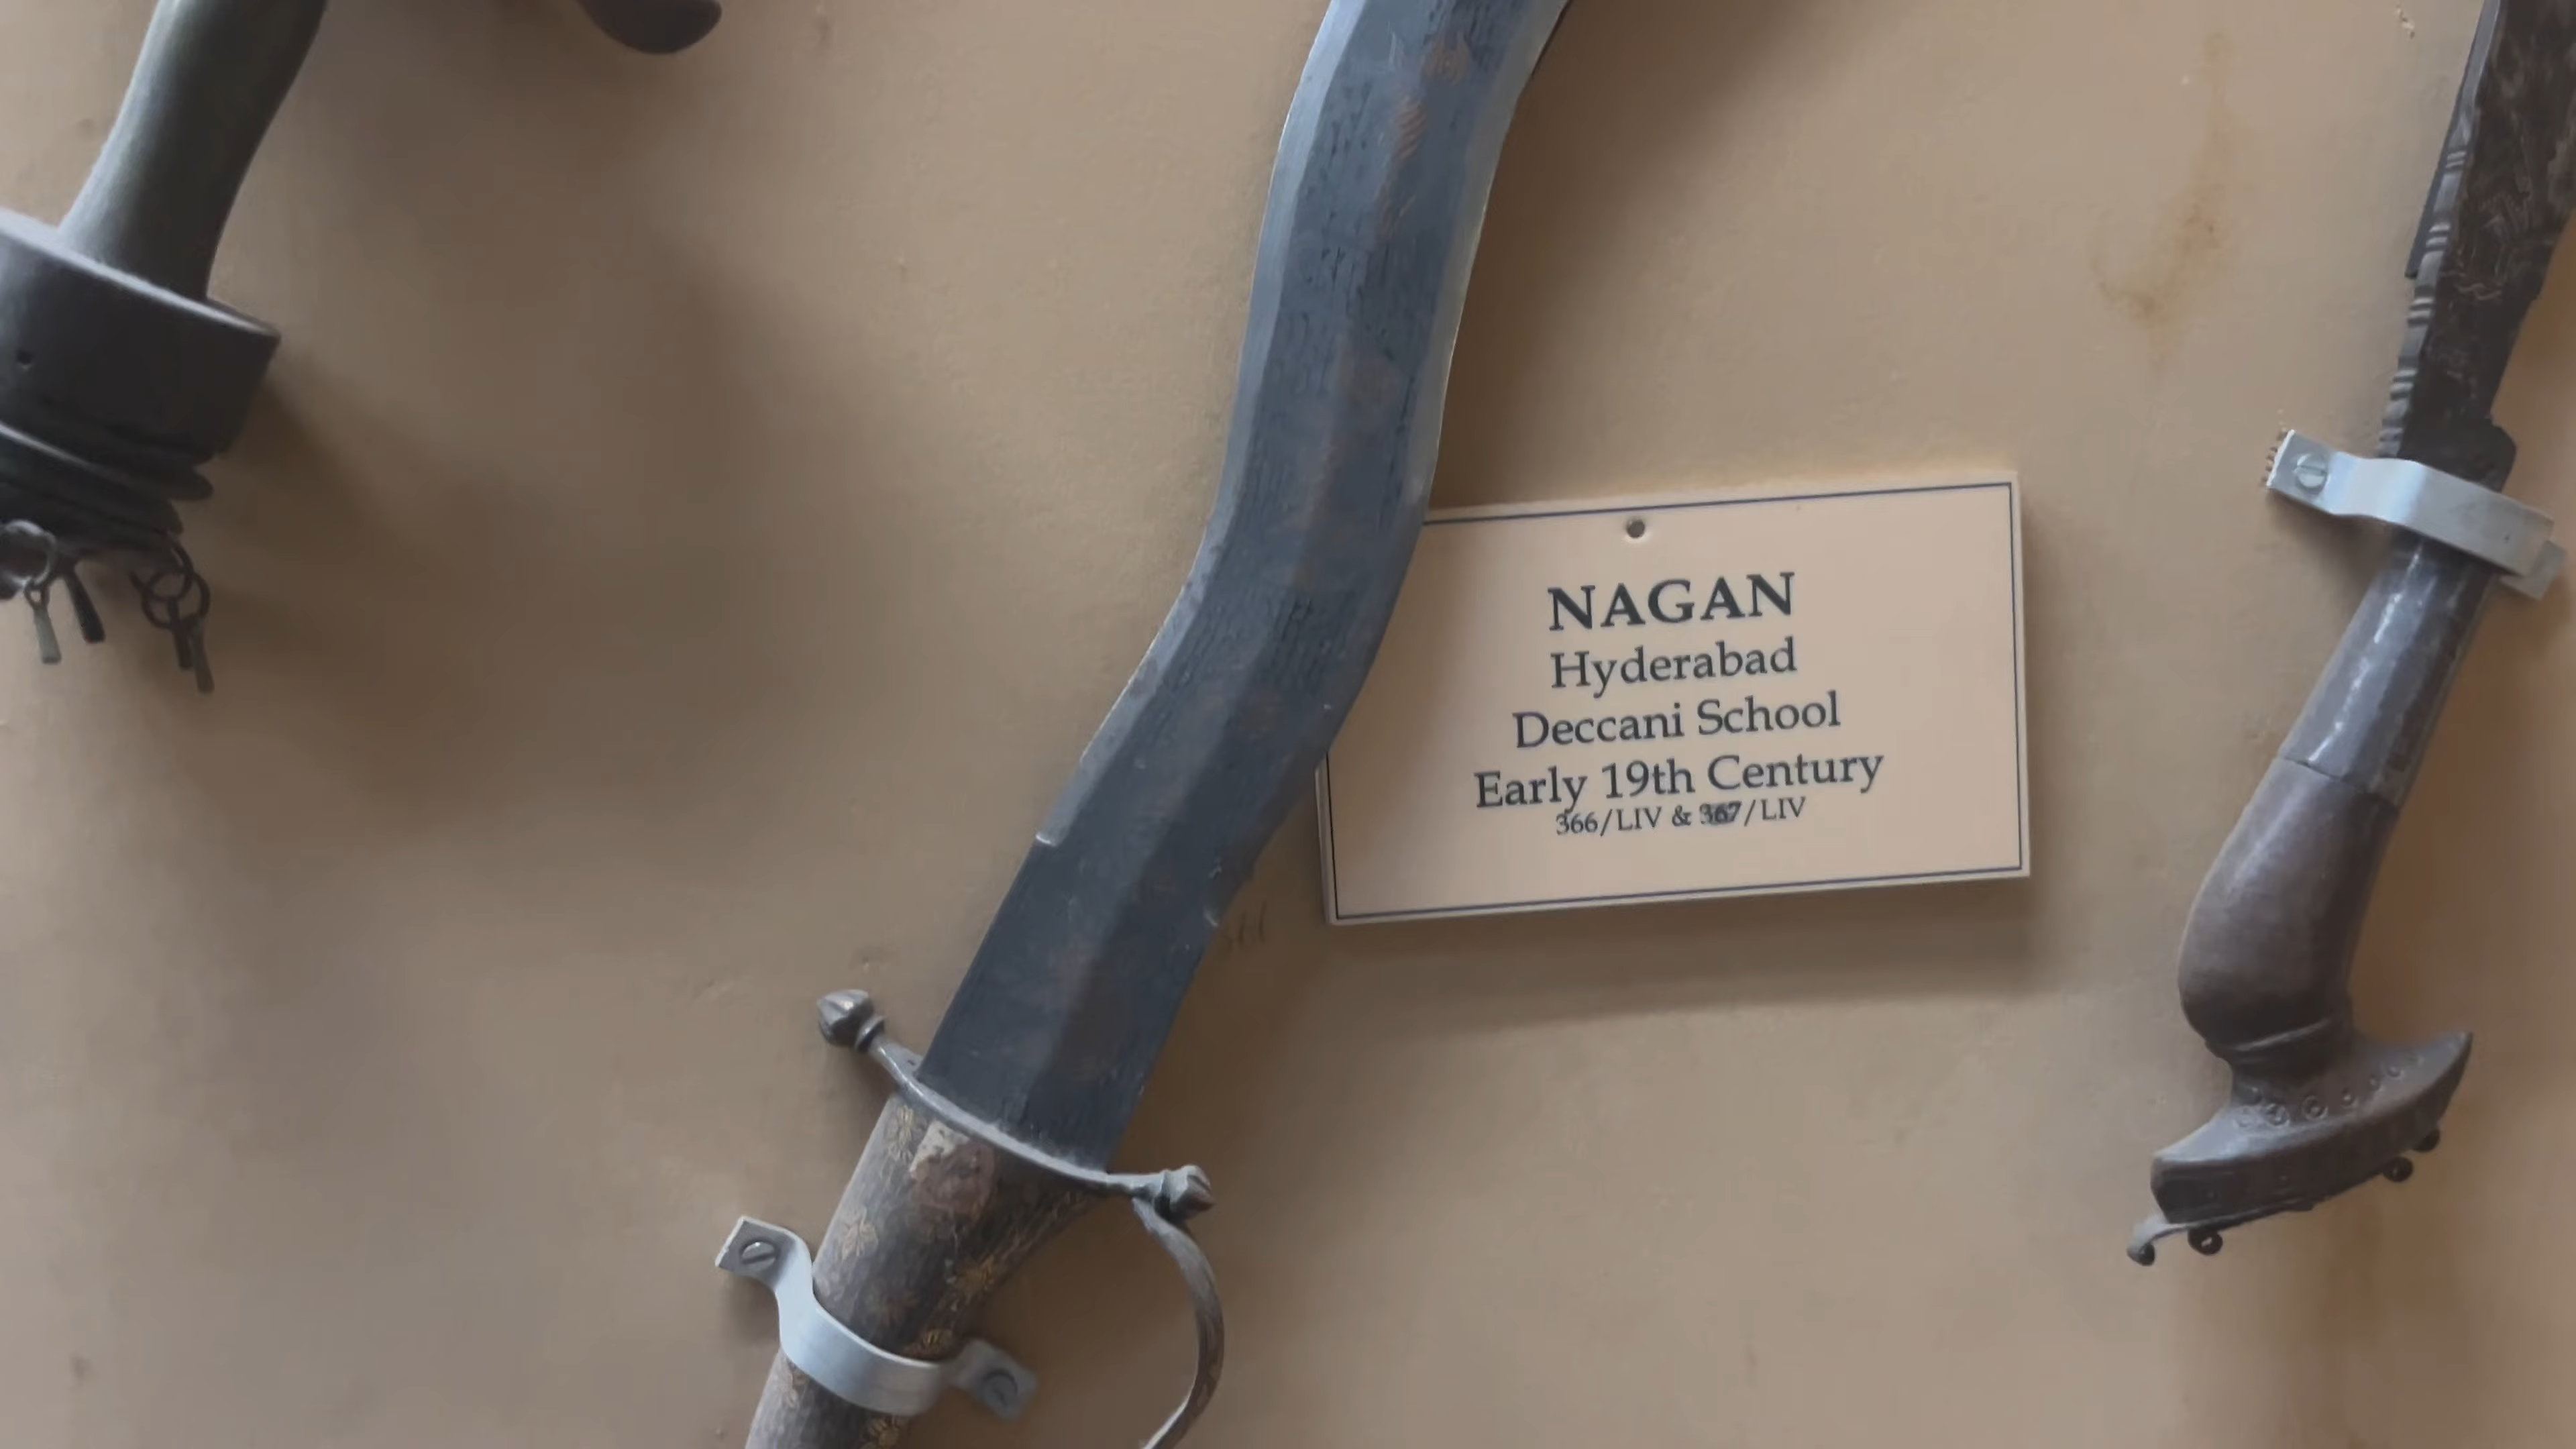 NAGAN
Hyderabad
Deccani School
Early 19th Century
366/LIV & 367/LIV